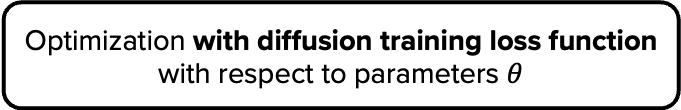 Optimization with diffusion training loss function
with respect to parameters θ